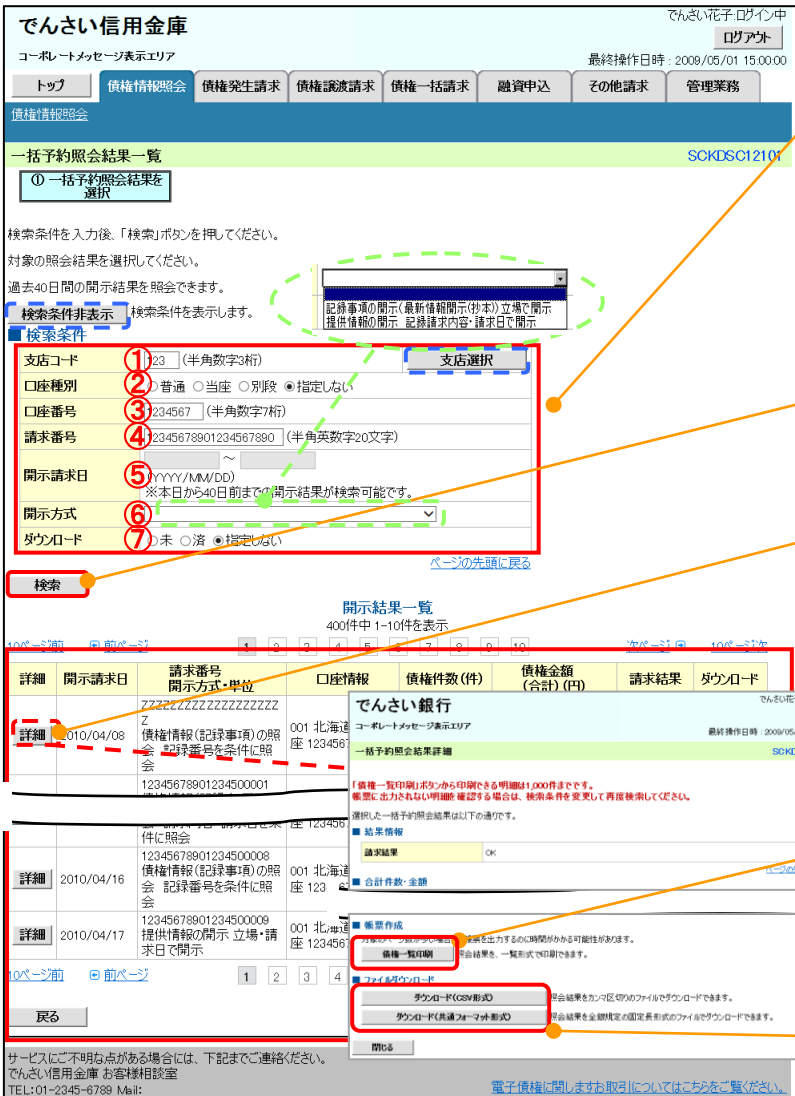 でんさい信用金庫
でんさい花子:ログイン中
ログアウト
コーポレートメッセージ表示エリア
最終操作日時 : 2009/05/01 15:00:00
トップ 債権情報照会 債権発生請求 債権譲渡請求 債権一括請求 融資申込 その他請求 管理業務
債権情報照会
一括予約照会結果一覧 SCKDSC12101
① 一括予約照会結果を
選択
検索条件を入力後、「検索」ボタンを押してください。
対象の照会結果を選択してください。
過去40日間の開示結果を照会できます。
検索条件非表示 検索条件を表示します。
記録事項の開示(最新情報開示(抄本)) 立場で開示
提供情報の開示 記録請求内容・請求日で開示
■ 検索条件
支店コード ① 123 (半角数字3桁) 支店選択
口座種別 ② ○普通 ○当座 ○別段 ◉指定しない
口座番号 ③ 1234567 (半角数字7桁)
請求番号 ④ 12345678901234567890 (半角英数字20文字)
開示請求日 ⑤ ~
(YYYY/MM/DD)
※本日から40日前までの開示結果が検索可能です。
開示方式 ⑥
ダウンロード ⑦ ○未 ○済 ◉指定しない
ページの先頭に戻る
検索
開示結果一覧
400件中 1-10件を表示
10ページ前 前ページ 1 2 3 4 5 6 7 8 9 10 次ページ 10ページ次
詳細 開示請求日 請求番号 口座情報 債権件数(件) 債権金額 請求結果 ダウンロード
開示方式・単位 (合計)(円)
ZZZZZZZZZZZZZZZZZZZ
Z
詳細 2010/04/08 債権情報(記録事項)の照 001 北海道
会 記録番号を条件に照 座 1234567
会
12345678901234500001
件に照会
12345678901234500008
詳細 2010/04/16 債権情報(記録事項)の照 001 北海道
会 記録番号を条件に照 座 123
会
12345678901234500009
詳細 2010/04/17 提供情報の開示 立場・請 001 北海道
求日で開示 座 1234567
10ページ前 前ページ 1 2 3 4
戻る
でんさい銀行
でんさい花
コーポレートメッセージ表示エリア
最終操作日時 : 2009/05
一括予約照会結果詳細 SCKD
「債権一覧印刷」ボタンから印刷できる明細は1,000件までです。
帳票に出力されない明細を確認する場合は、検索条件を変更して再度検索してください。
選択した一括予約照会結果は以下の通りです。
■ 結果情報
請求結果 OK
■ 合計件数・金額
■ 帳票作成
債権一覧印刷 照会結果を、一覧形式で印刷できます。
■ ファイルダウンロード
ダウンロード(CSV形式) 照会結果をカンマ区切りのファイルでダウンロードできます。
ダウンロード(共通フォーマット形式) 照会結果を全銀規定の固定長形式のファイルでダウンロードできます。
閉じる
サービスにご不明な点がある場合には、下記までご連絡ください。
でんさい信用金庫 お客様相談室
TEL:01-2345-6789 Mail:
電子債権に関しますお取引についてはこちらをご覧ください。